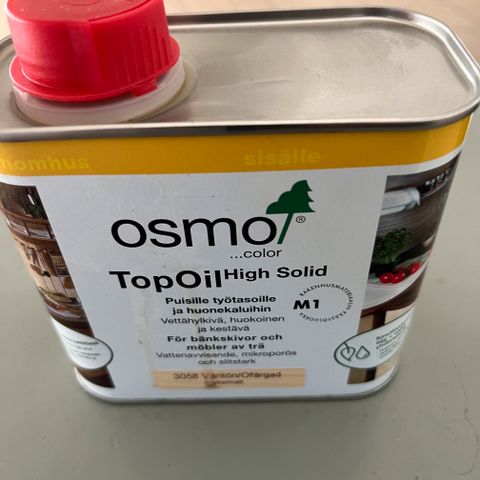 sisälle
osmo
®
...color
TopOil High Solid
Puisille työtasoille
ja huonekaluihin
Vettähylkivä, huokoinen
ja kestävä
För bänkskivor och
möbler av trä
Vattenavvisande, mikroporös
och slitstark
M1
3058 Väritön/Ofärgad